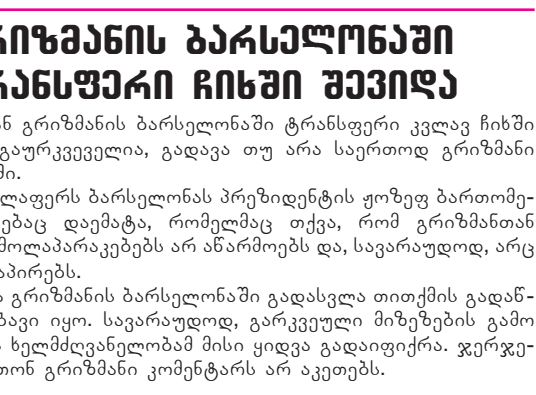 რიზმანის ბარსელონაში
რანსფერი ჩიხში შევიდა
ნ გრიზმანის ბარსელონაში ტრანსფერი კვლავ ჩიხში
გაურკვეველია, გადავა თუ არა საერთოდ გრიზმანი
ში.
ლაფერს ბარსელონას პრეზიდენტის ჟოზეფ ბართომე-
ებაც დაემატა, რომელმაც თქვა, რომ გრიზმანთან
მოლაპარაკებებს არ აწარმოებს და, სავარაუდოდ, არც
აპირებს.
ა გრიზმანის ბარსელონაში გადასვლა თითქმის გადაწ-
ბავი იყო. სავარაუდოდ, გარკვეული მიზეზების გამო
ხელმძღვანელობამ მისი ყიდვა გადაიფიქრა. ჯერჯე-
თონ გრიზმანი კომენტარს არ აკეთებს.